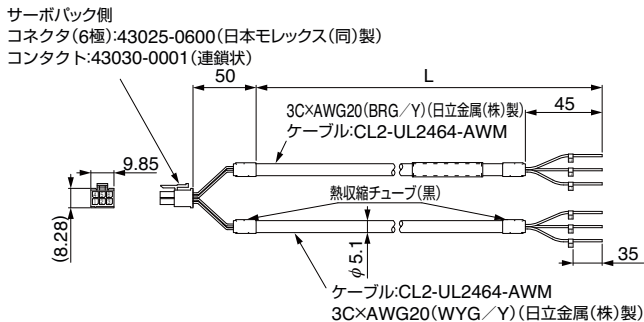 サーボパック側
コネクタ(6極):43025-0600(日本モレックス(同)製)
コンタクト:43030-0001(連鎖状)
50
L
3C×AWG20(BRG/Y)(日立金属(株)製)
ケーブル:CL2-UL2464-AWM
45
9.85
(8.28)
熱収縮チューブ(黒)
φ5.1
35
ケーブル:CL2-UL2464-AWM
3C×AWG20(WYG/Y)(日立金属(株)製)